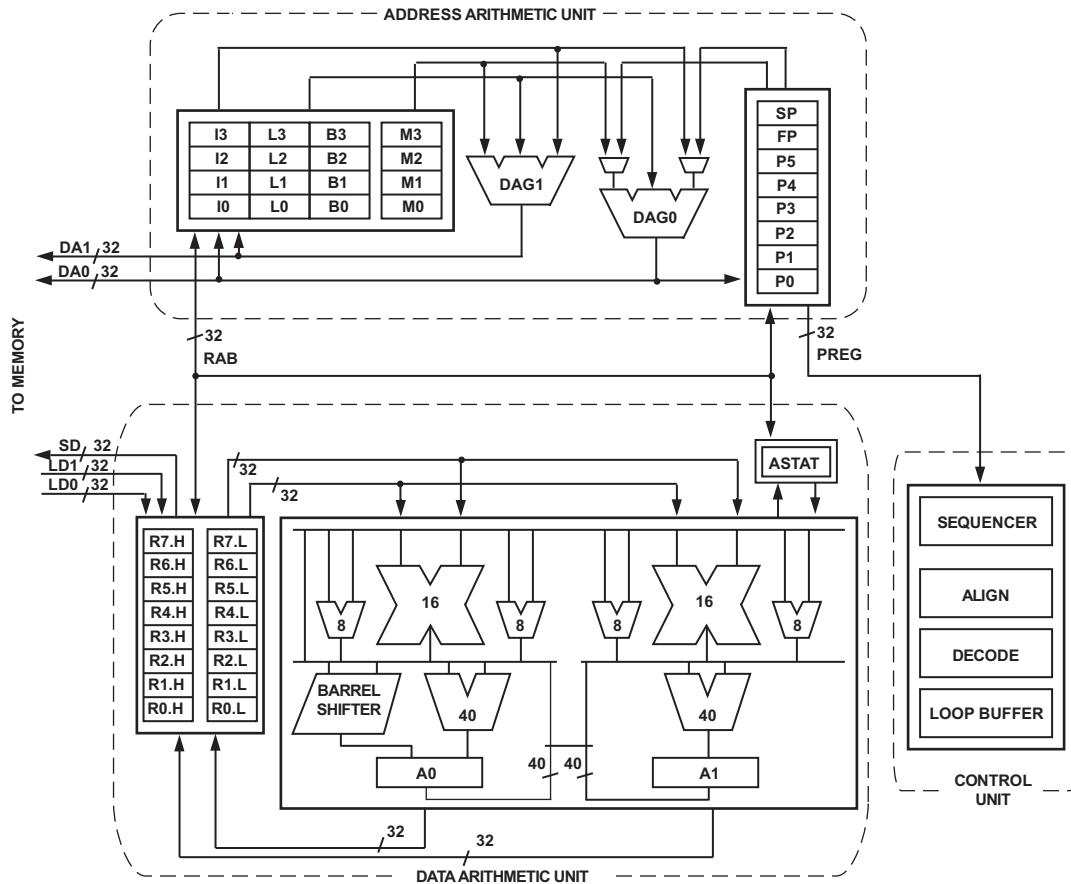 ADDRESS ARITHMETIC UNIT
I3 L3 B3 M3
I2 L2 B2 M2
I1 L1 B1 M1
I0 L0 B0 M0
DAG1
DAG0
SP
FP
P5
P4
P3
P2
P1
P0
DA1 32
DA0 32
TO MEMORY
32
RAB
32
PREG
SD 32
LD1 32
LD0 32
32
32
ASTAT
R7.H R7.L
R6.H R6.L
R5.H R5.L
R4.H R4.L
R3.H R3.L
R2.H R2.L
R1.H R1.L
R0.H R0.L
8 16 8 8 16 8
BARREL
SHIFTER
40 40
40 40
A0 A1
32
32
DATA ARITHMETIC UNIT
SEQUENCER
ALIGN
DECODE
LOOP BUFFER
CONTROL
UNIT